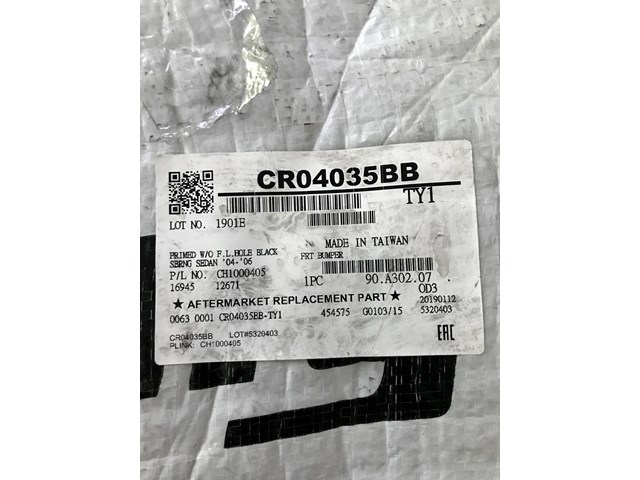 CR04035BB
TY1
LOT NO. 1901E
MADE IN TAIWAN
PRIMED W/O F.L.HOLE BLACK FRT BUMPER
SBRNG SEDAN '04-'06
P/L NO. CH1000405
16945 12671 1PC 90.A302.07
OD3
★ AFTERMARKET REPLACEMENT PART ★ 20190112
0063 0001 CR04035BB-TY1 454575 G0103/15 5320403
CR04035BB LOT#5320403
PLINK: CH1000405
EAC